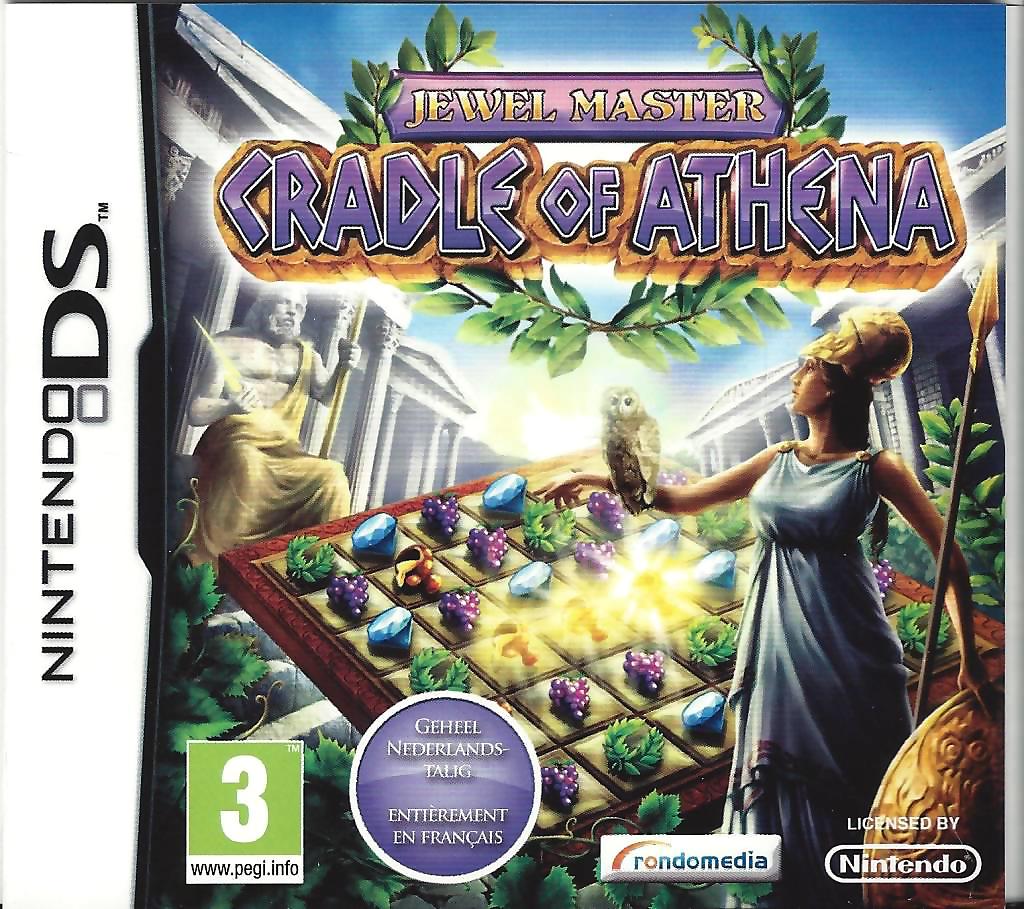 JEWEL MASTER
CRADLE OF ATHENA
NINTENDO DS™
GEHEEL
NEDERLANDS-
TALIG
ENTIÈREMENT
EN FRANÇAIS
3
™
www.pegi.info
rondomedia
LICENSED BY
Nintendo